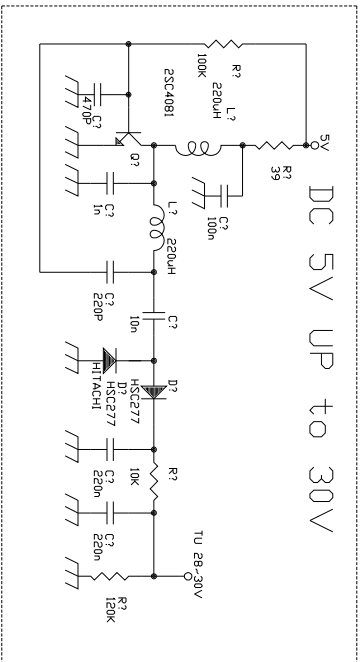 DC 5V UP to 30V
5V
R?
100K
R?
39
L?
220uH
2SC4081
C?
100n
C?
470P
Q?
C?
1n
L?
220uH
C?
220P
C?
10n
D?
HSC277
D?
HSC277
HITACHI
R?
10K
C?
220n
C?
220n
R?
120K
TU 28~30V